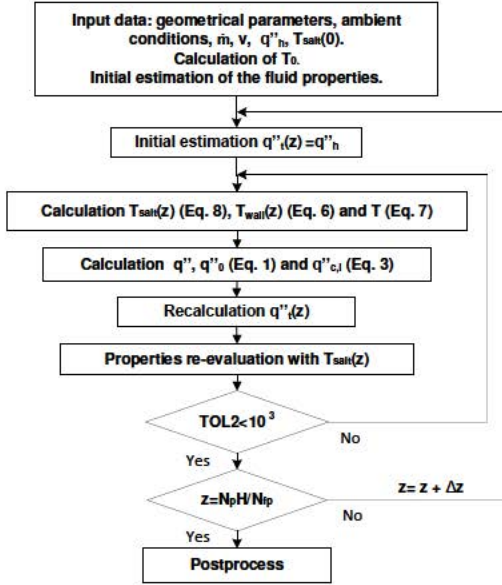 Input data: geometrical parameters, ambient
conditions, ṁ, v, q''h, Tsalt(0).
Calculation of T0.
Initial estimation of the fluid properties.
Initial estimation q''t(z) =q''h
Calculation Tsalt(z) (Eq. 8), Twall(z) (Eq. 6) and T (Eq. 7)
Calculation q'', q''0 (Eq. 1) and q''c,l (Eq. 3)
Recalculation q''t(z)
Properties re-evaluation with Tsalt(z)
TOL2<10 3
No
Yes
z=NpH/Nfp
z= z + Δz
No
Yes
Postprocess